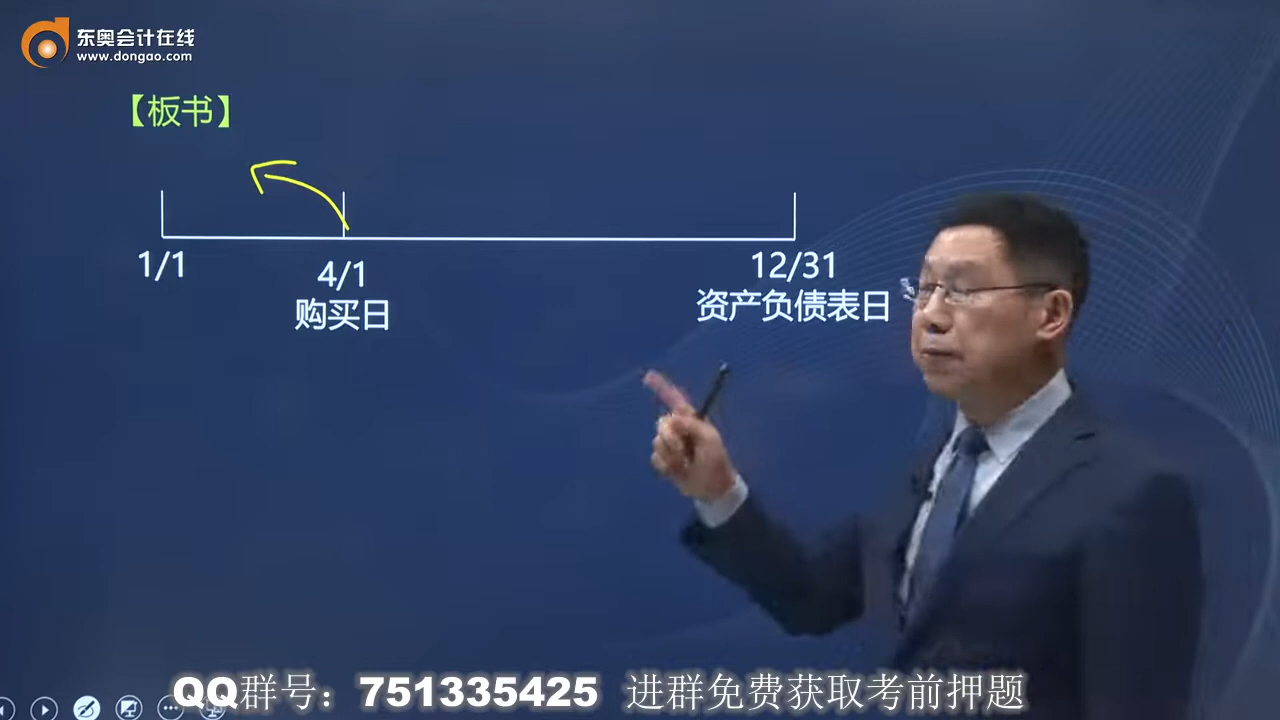 东奥会计在线
www.dongao.com
【板书】
1/1
4/1
12/31
购买日
资产负债表日
QQ群号：751335425 进群免费获取考前押题